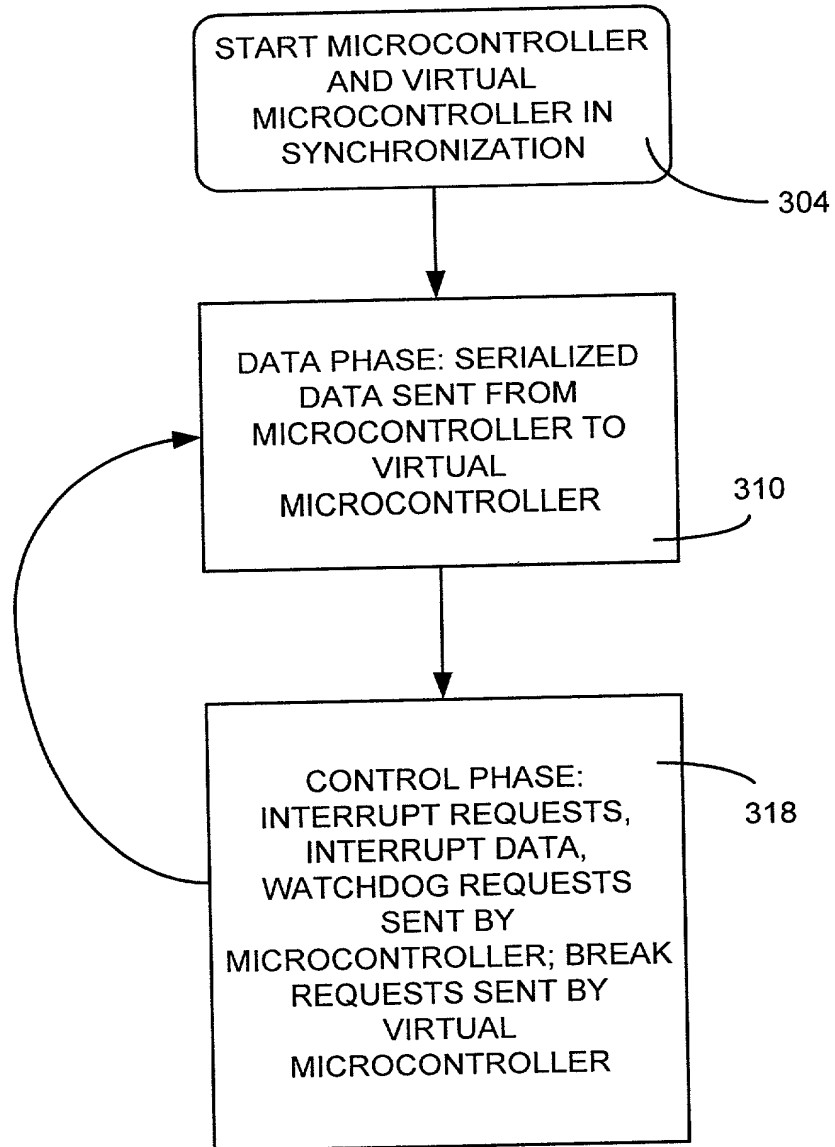 START MICROCONTROLLER
AND VIRTUAL
MICROCONTROLLER IN
SYNCHRONIZATION
304
DATA PHASE: SERIALIZED
DATA SENT FROM
MICROCONTROLLER TO
VIRTUAL
MICROCONTROLLER
310
CONTROL PHASE:
INTERRUPT REQUESTS,
INTERRUPT DATA,
WATCHDOG REQUESTS
SENT BY
MICROCONTROLLER; BREAK
REQUESTS SENT BY
VIRTUAL
MICROCONTROLLER
318